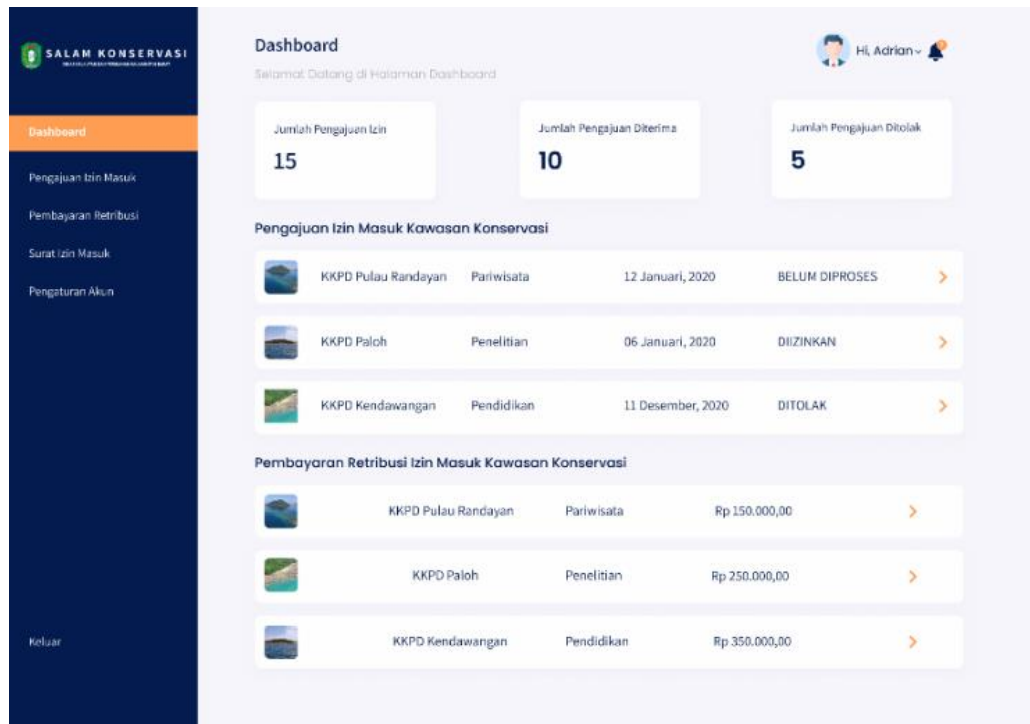 SALAM KONSERVASI
Dashboard
Pengajuan Izin Masuk
Pembayaran Retribusi
Surat Izin Masuk
Pengaturan Akun
Keluar
Dashboard
Selamat Datang di Halaman Dashboard
Hi, Adrian
Jumlah Pengajuan Izin
15
Jumlah Pengajuan Diterima
10
Jumlah Pengajuan Ditolak
5
Pengajuan Izin Masuk Kawasan Konservasi
KKPD Pulau Randayan Pariwisata 12 Januari, 2020 BELUM DIPROSES
KKPD Paloh Penelitian 06 Januari, 2020 DIIZINKAN
KKPD Kendawangan Pendidikan 11 Desember, 2020 DITOLAK
Pembayaran Retribusi Izin Masuk Kawasan Konservasi
KKPD Pulau Randayan Pariwisata Rp 150.000,00
KKPD Paloh Penelitian Rp 250.000,00
KKPD Kendawangan Pendidikan Rp 350.000,00